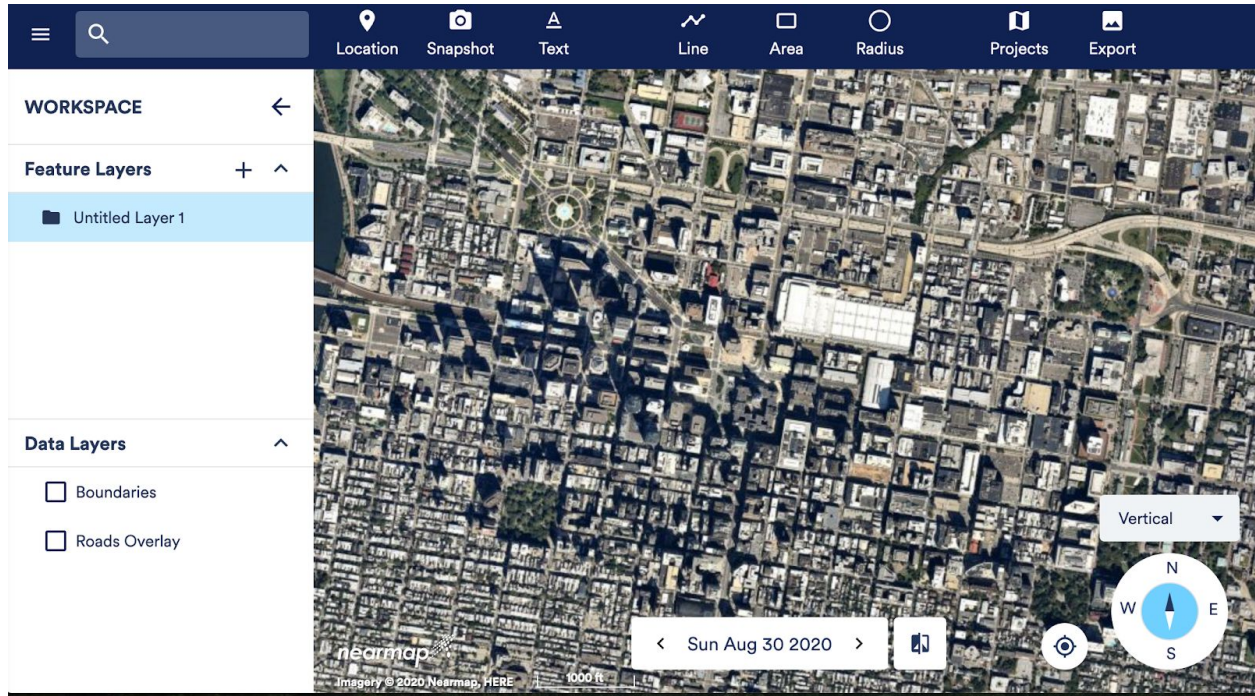 Location Snapshot Text Line Area Radius Projects Export
WORKSPACE
Feature Layers
Untitled Layer 1
Data Layers
Boundaries
Roads Overlay
Vertical
N
W E
S
Sun Aug 30 2020
nearmap
Imagery © 2020 Nearmap, HERE
1000 ft